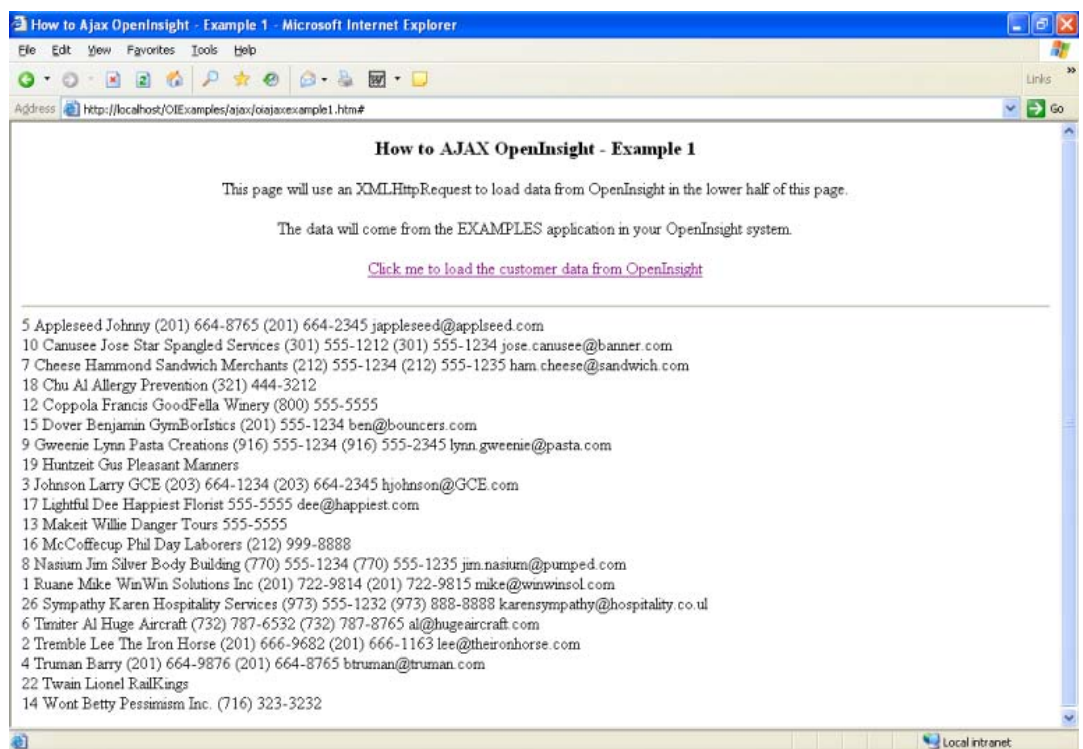 How to Ajax OpenInsight - Example 1 - Microsoft Internet Explorer
File Edit View Favorites Tools Help
Links
Address http://localhost/OIExamples/ajax/oiajaxexample1.htm# Go
How to AJAX OpenInsight - Example 1
This page will use an XMLHttpRequest to load data from OpenInsight in the lower half of this page.
The data will come from the EXAMPLES application in your OpenInsight system.
Click me to load the customer data from OpenInsight
5 Appleseed Johnny (201) 664-8765 (201) 664-2345 jappleseed@applseed.com
10 Canusee Jose Star Spangled Services (301) 555-1212 (301) 555-1234 jose.canusee@banner.com
7 Cheese Hammond Sandwich Merchants (212) 555-1234 (212) 555-1235 ham.cheese@sandwich.com
18 Chu Al Allergy Prevention (321) 444-3212
12 Coppola Francis GoodFella Winery (800) 555-5555
15 Dover Benjamin GymBorIstics (201) 555-1234 ben@bouncers.com
9 Gweenie Lynn Pasta Creations (916) 555-1234 (916) 555-2345 lynn.gweenie@pasta.com
19 Huntzeit Gus Pleasant Manners
3 Johnson Larry GCE (203) 664-1234 (203) 664-2345 hjohnson@GCE.com
17 Lightful Dee Happiest Florist 555-5555 dee@happiest.com
13 Makeit Willie Danger Tours 555-5555
16 McCoffecup Phil Day Laborers (212) 999-8888
8 Nasium Jim Silver Body Building (770) 555-1234 (770) 555-1235 jim.nasium@pumped.com
1 Ruane Mike WinWin Solutions Inc (201) 722-9814 (201) 722-9815 mike@winwinsol.com
26 Sympathy Karen Hospitality Services (973) 555-1232 (973) 888-8888 karensympathy@hospitality.co.ul
6 Timiter Al Huge Aircraft (732) 787-6532 (732) 787-8765 al@hugeaircraft.com
2 Tremble Lee The Iron Horse (201) 666-9682 (201) 666-1163 lee@theironhorse.com
4 Truman Barry (201) 664-9876 (201) 664-8765 btruman@truman.com
22 Twain Lionel RailKings
14 Wont Betty Pessimism Inc. (716) 323-3232
Local intranet